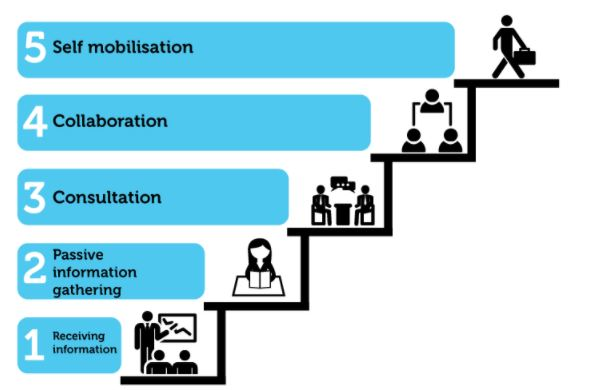 5 Self mobilisation
4 Collaboration
3 Consultation
2 Passive
information
gathering
1 Receiving
information